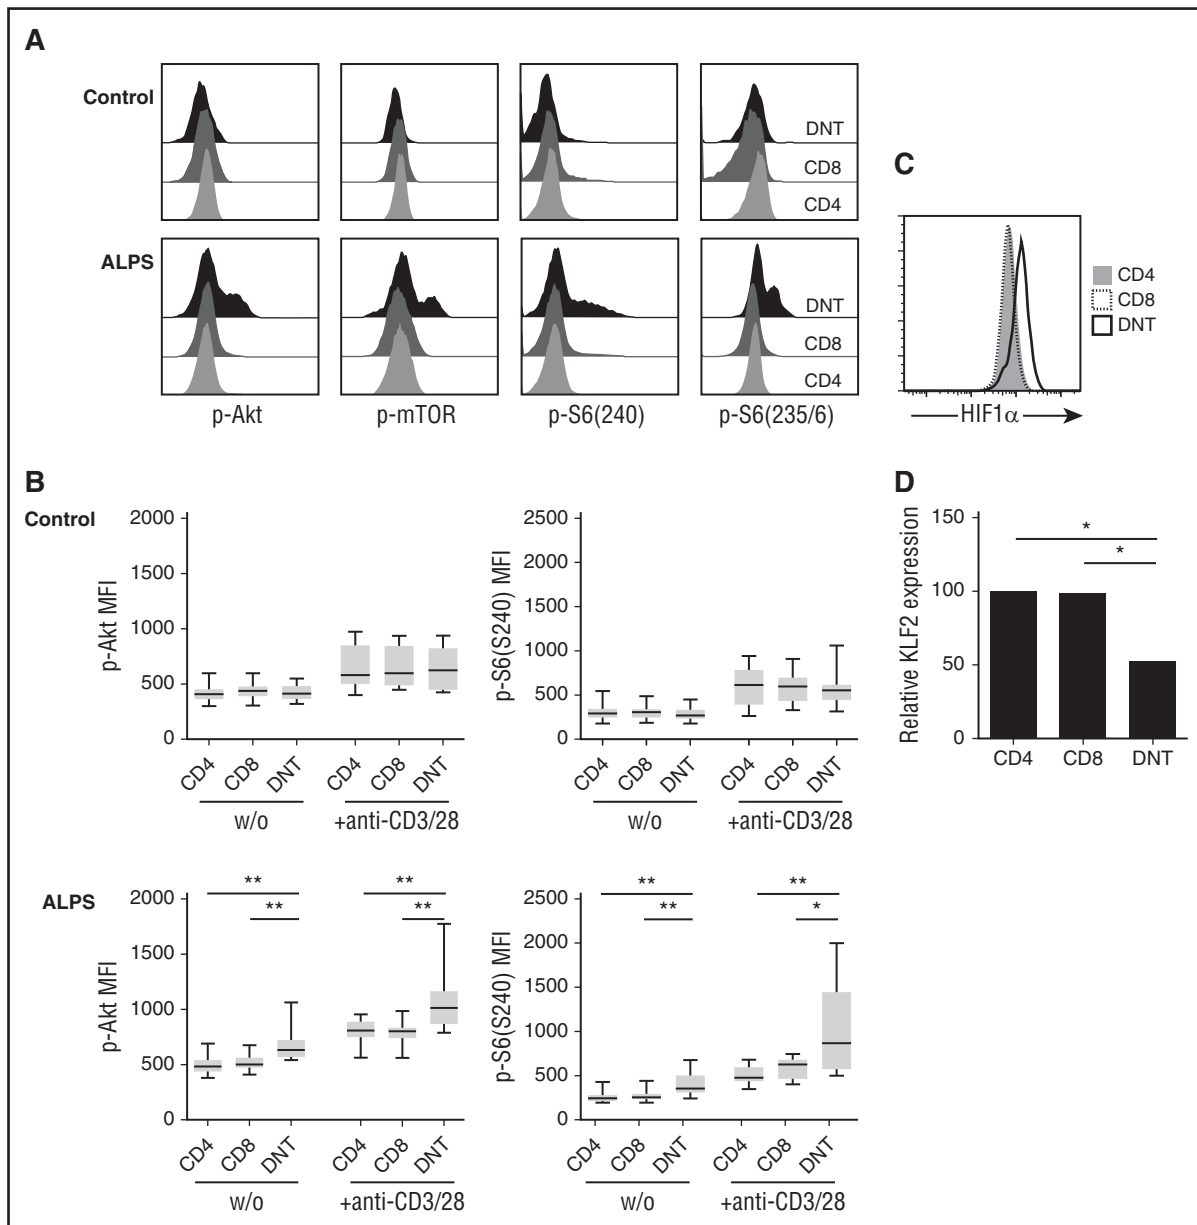 A
Control
DNT
CD8
CD4
ALPS
DNT
CD8
CD4
p-Akt
p-mTOR
p-S6(240)
p-S6(235/6)
C
CD4
CD8
DNT
HIF1α
B
Control
p-Akt MFI
2000
1500
1000
500
0
CD4
CD8
DNT
CD4
CD8
DNT
w/o
+anti-CD3/28
p-S6(S240) MFI
2500
2000
1500
1000
500
0
CD4
CD8
DNT
CD4
CD8
DNT
w/o
+anti-CD3/28
D
Relative KLF2 expression
150
100
50
0
*
*
CD4
CD8
DNT
ALPS
p-Akt MFI
2000
1500
1000
500
0
**
**
**
**
CD4
CD8
DNT
CD4
CD8
DNT
w/o
+anti-CD3/28
p-S6(S240) MFI
2500
2000
1500
1000
500
0
**
**
**
*
CD4
CD8
DNT
CD4
CD8
DNT
w/o
+anti-CD3/28